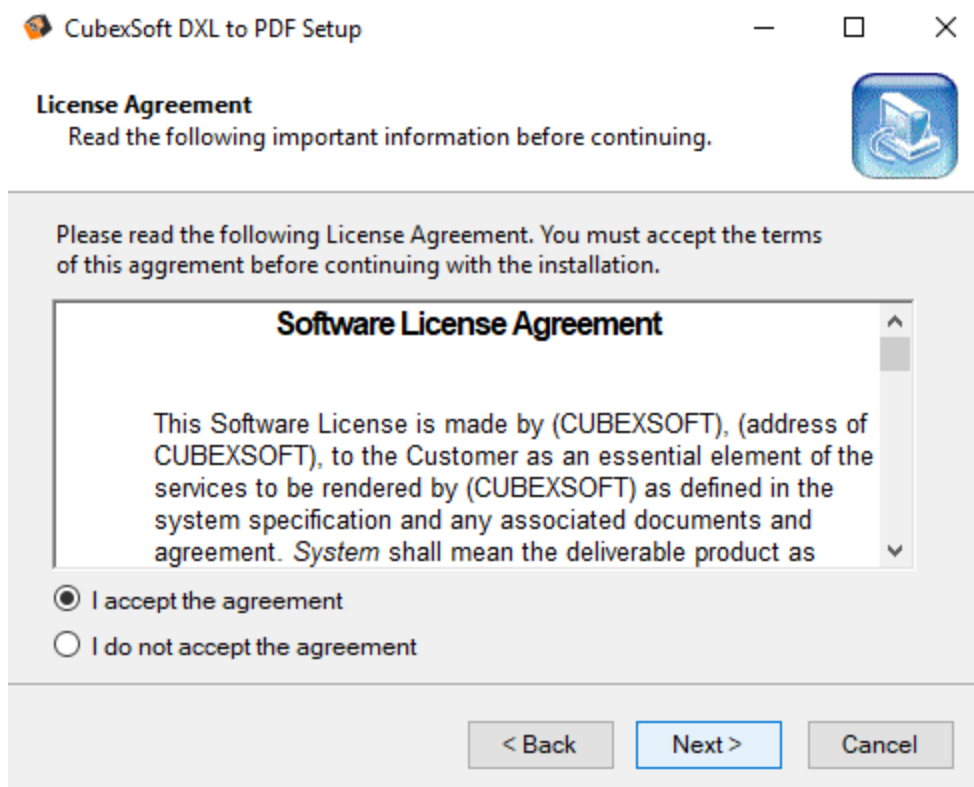 CubexSoft DXL to PDF Setup
License Agreement
Read the following important information before continuing.
Please read the following License Agreement. You must accept the terms
of this aggrement before continuing with the installation.
Software License Agreement
This Software License is made by (CUBEXSOFT), (address of
CUBEXSOFT), to the Customer as an essential element of the
services to be rendered by (CUBEXSOFT) as defined in the
system specification and any associated documents and
agreement. System shall mean the deliverable product as
I accept the agreement
I do not accept the agreement
< Back Next > Cancel